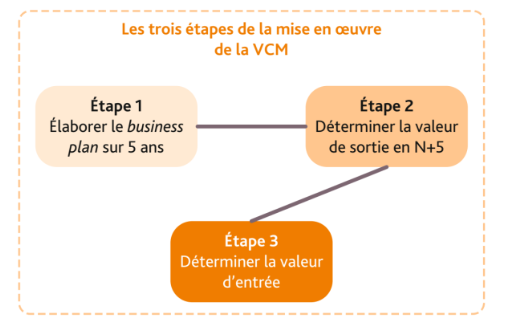 Les trois étapes de la mise en œuvre
de la VCM
Étape 1
Élaborer le business
plan sur 5 ans
Étape 2
Déterminer la valeur
de sortie en N+5
Étape 3
Déterminer la valeur
d’entrée